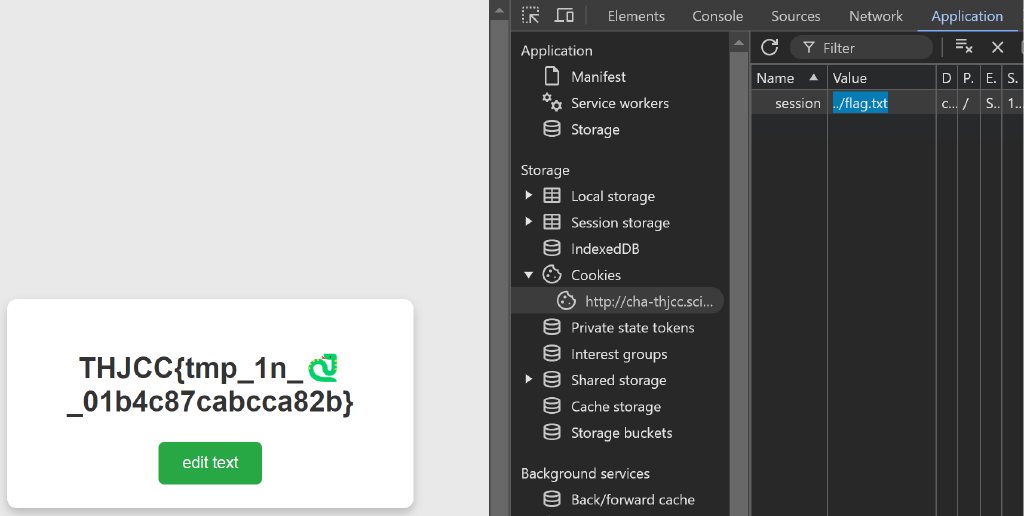 Elements Console Sources Network Application
Application
Manifest
Service workers
Storage
Storage
Local storage
Session storage
IndexedDB
Cookies
http://cha-thjcc.sci...
Private state tokens
Interest groups
Shared storage
Cache storage
Storage buckets
Background services
Back/forward cache
Filter
Name Value D P. E. S.
session ../flag.txt c... / S... 1...
THJCC{tmp_1n_🐉
_01b4c87cabcca82b}
edit text